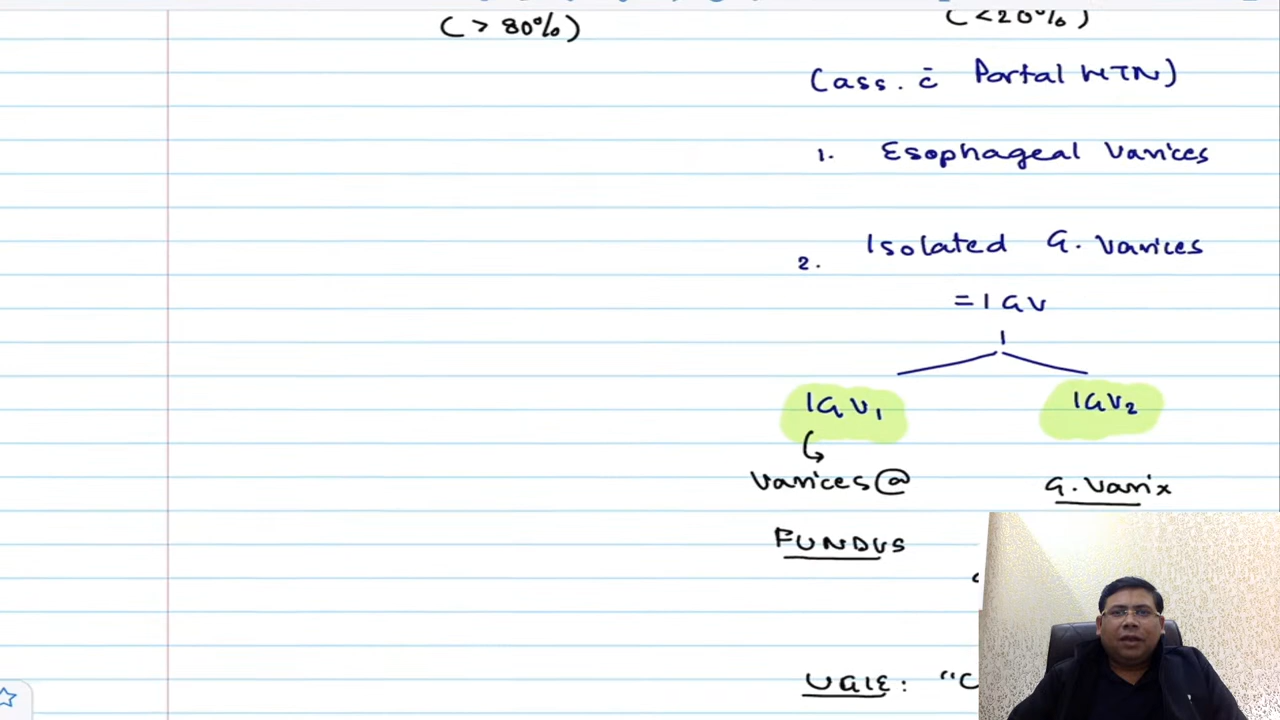 (> 80%)
(<20%)
(ass. c̄ Portal HTN)
1. Esophageal Varices
2. Isolated G. Varices
= IGV
IGV1
IGV2
Varices @
G. Varix
FUNDUS
UGIE: "C